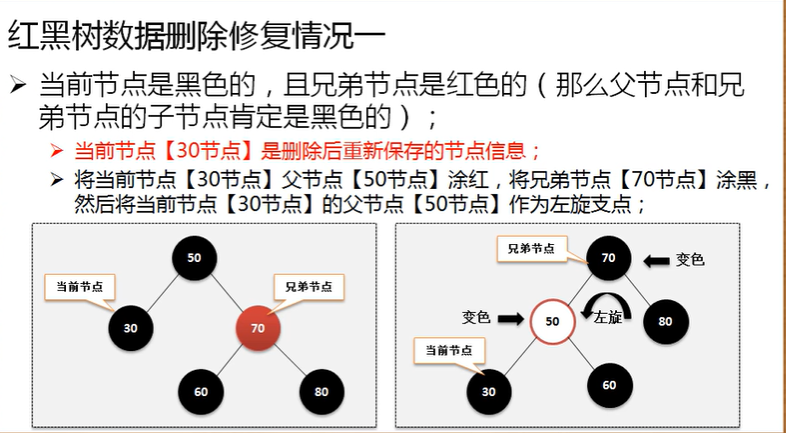 红黑树数据删除修复情况一
当前节点是黑色的，且兄弟节点是红色的（那么父节点和兄
弟节点的子节点肯定是黑色的）；
当前节点【30节点】是删除后重新保存的节点信息；
将当前节点【30节点】父节点【50节点】涂红，将兄弟节点【70节点】涂黑，
然后将当前节点【30节点】的父节点【50节点】作为左旋支点；
50
当前节点
兄弟节点
30
70
60
80
兄弟节点
70
变色
变色
50
左旋
80
当前节点
30
60